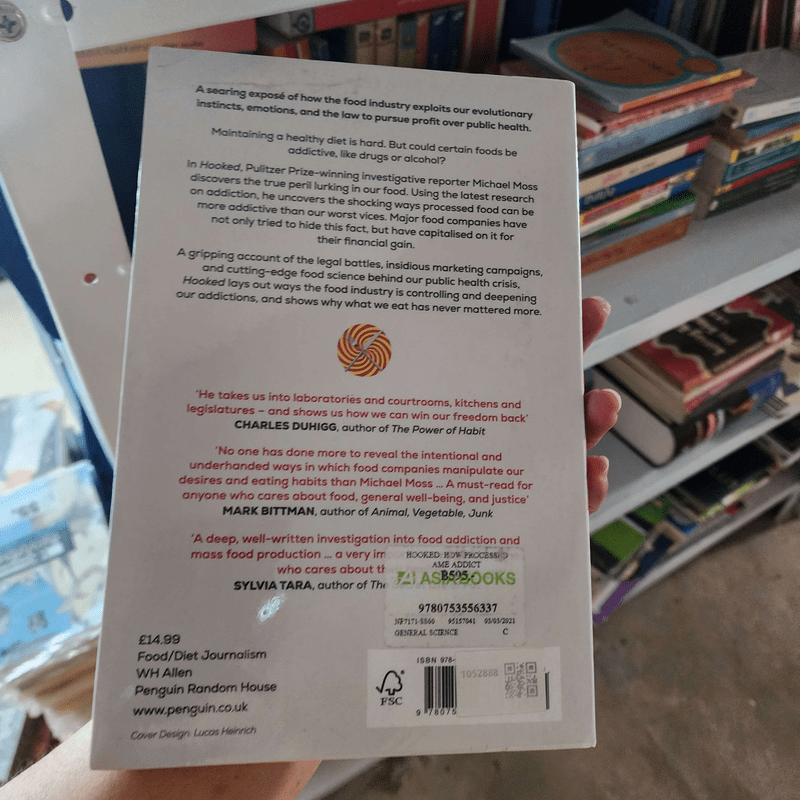 A searing exposé of how the food industry exploits our evolutionary
instincts, emotions, and the law to pursue profit over public health.
Maintaining a healthy diet is hard. But could certain foods be
addictive, like drugs or alcohol?
In Hooked, Pulitzer Prize-winning investigative reporter Michael Moss
discovers the true peril lurking in our food. Using the latest research
on addiction, he uncovers the shocking ways processed food can be
more addictive than our worst vices. Major food companies have
not only tried to hide this fact, but have capitalised on it for
their financial gain.
A gripping account of the legal battles, insidious marketing campaigns,
and cutting-edge food science behind our public health crisis,
Hooked lays out ways the food industry is controlling and deepening
our addictions, and shows why what we eat has never mattered more.
'He takes us into laboratories and courtrooms, kitchens and
legislatures – and shows us how we can win our freedom back'
CHARLES DUHIGG, author of The Power of Habit
'No one has done more to reveal the intentional and
underhanded ways in which food companies manipulate our
desires and eating habits than Michael Moss ... A must-read for
anyone who cares about food, general well-being, and justice'
MARK BITTMAN, author of Animal, Vegetable, Junk
'A deep, well-written investigation into food addiction and
mass food production ... a very im
who cares about th
SYLVIA TARA, author of The
HOOKED: HOW PROCESSED
AME ADDICT
B595.-
ASIA BOOKS
9780753556337
NF7171-SS60 95157041 03/03/2021
GENERAL SCIENCE C
£14.99
Food/Diet Journalism
WH Allen
Penguin Random House
www.penguin.co.uk
Cover Design: Lucas Heinrich
FSC
ISBN 978-
1052888
9 78075